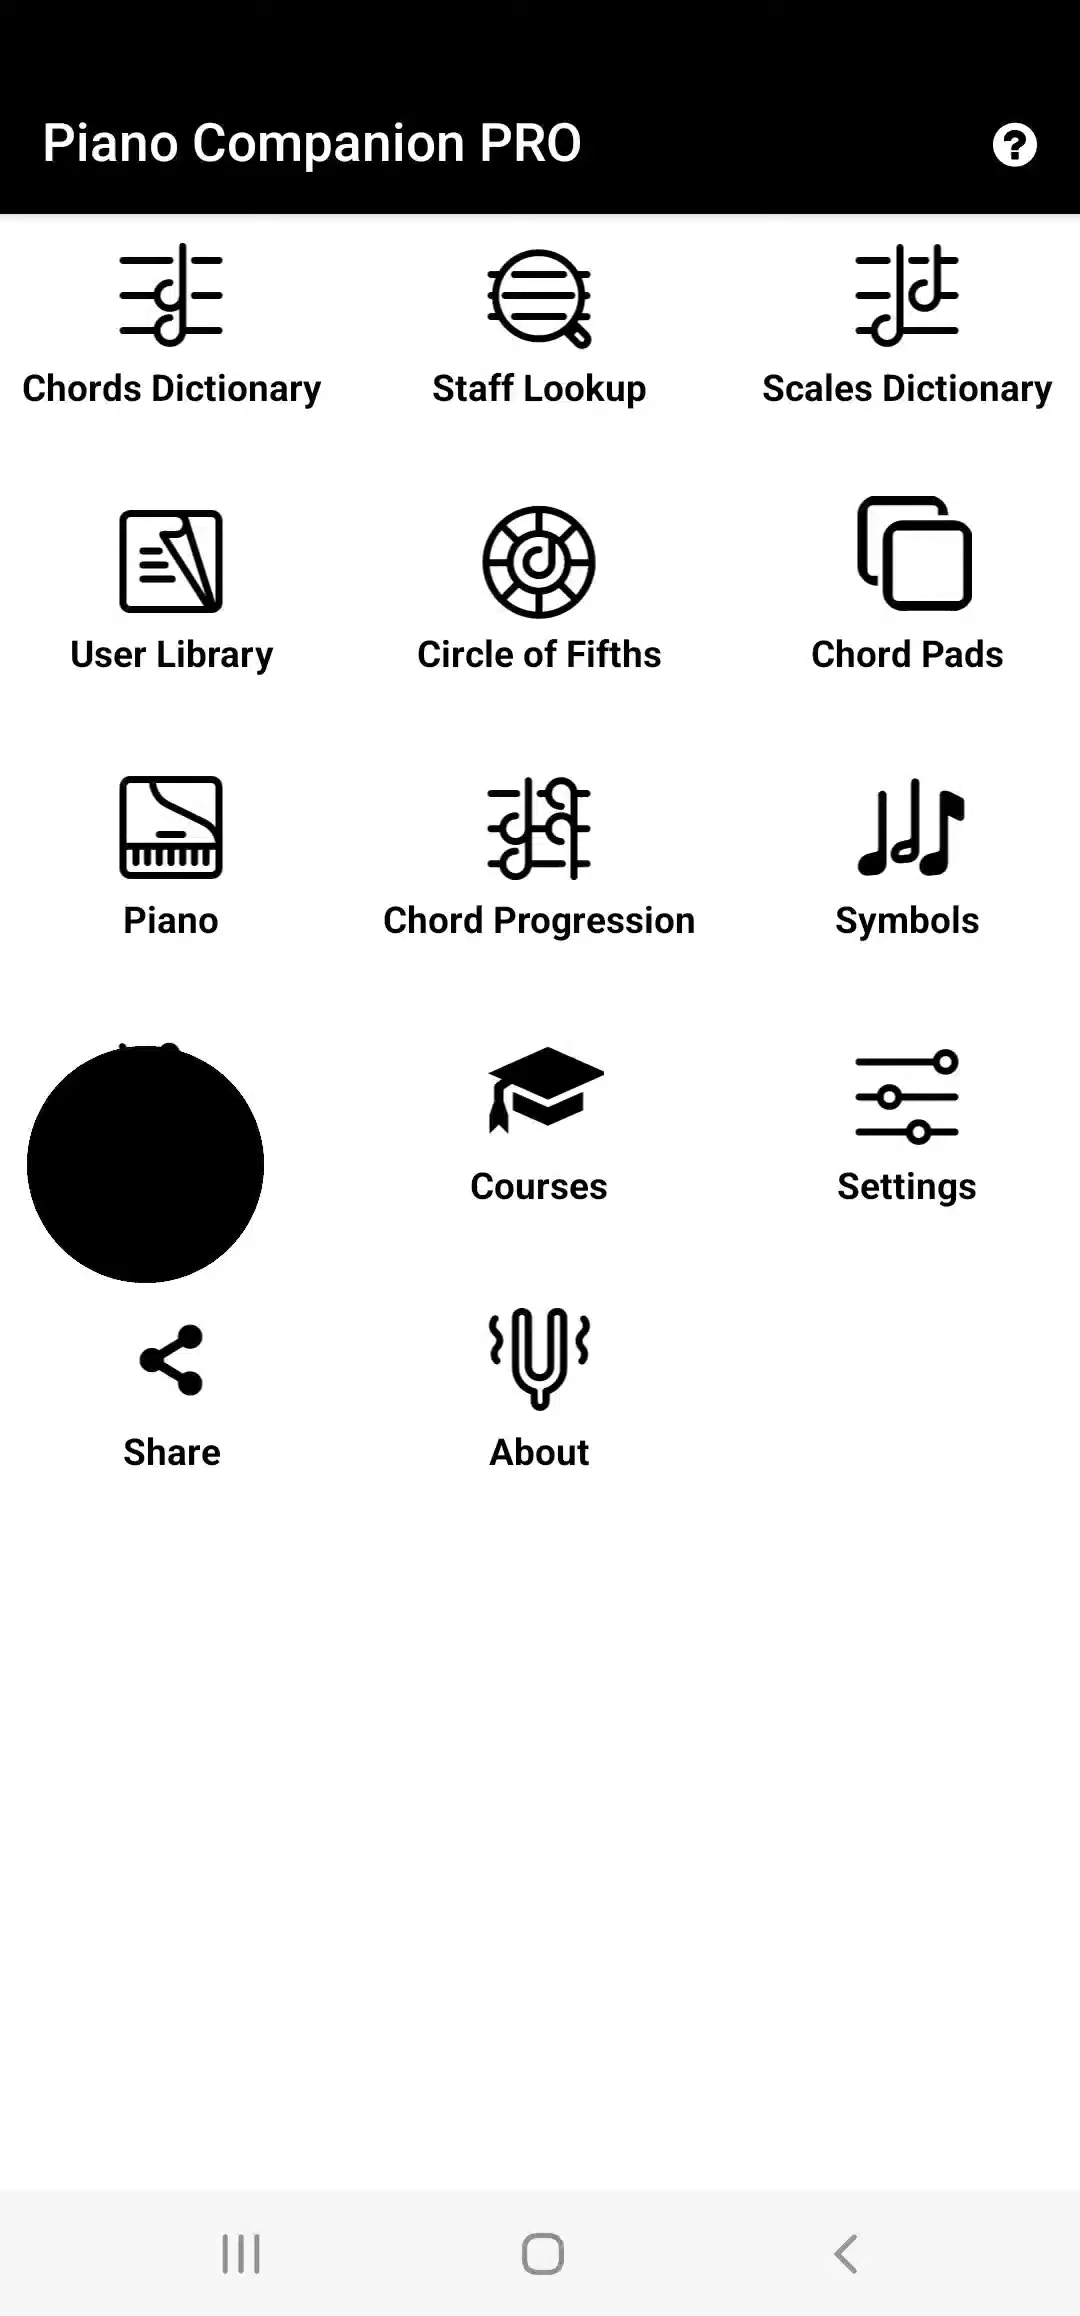 Piano Companion PRO
Chords Dictionary
Staff Lookup
Scales Dictionary
User Library
Circle of Fifths
Chord Pads
Piano
Chord Progression
Symbols
Courses
Settings
Share
About